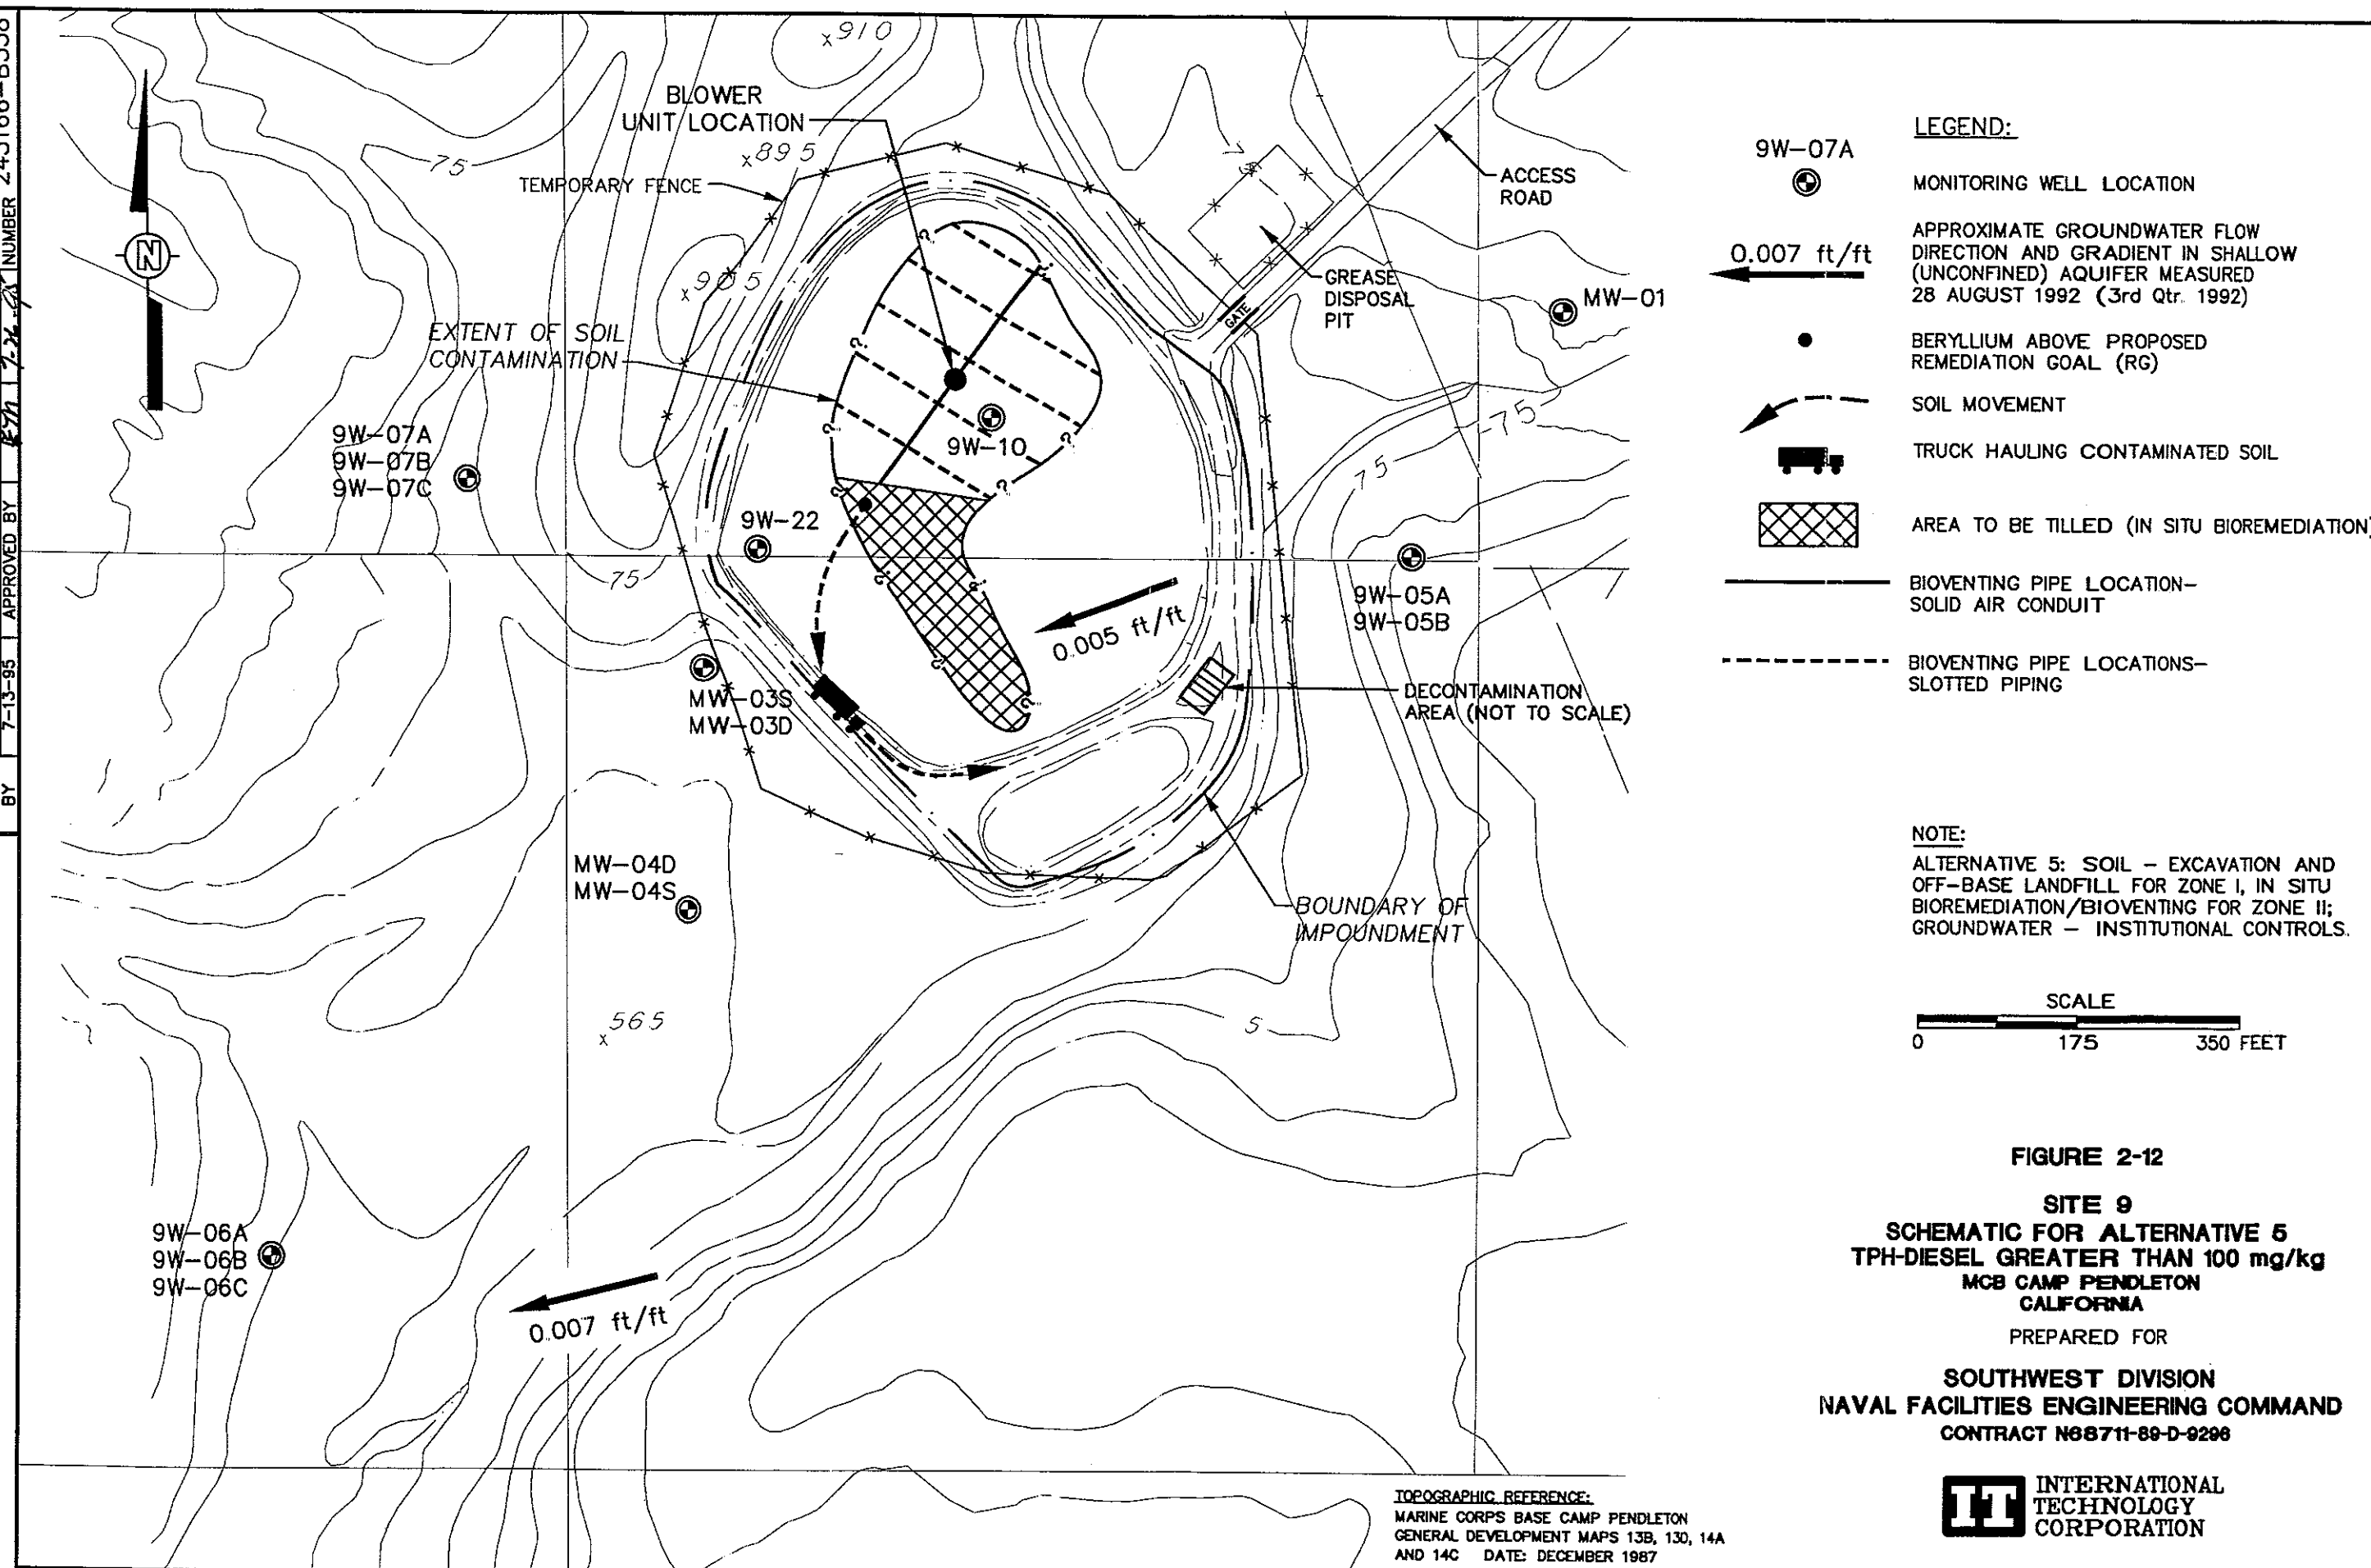 x910
BLOWER
UNIT LOCATION
x895
TEMPORARY FENCE
75
75
ACCESS
ROAD
GREASE
DISPOSAL
PIT
GATE
MW-01
x905
N
EXTENT OF SOIL
CONTAMINATION
9W-07A
9W-07B
9W-07C
9W-10
9W-22
75
75
75
9W-05A
9W-05B
0.005 ft/ft
MW-03S
MW-03D
DECONTAMINATION
AREA (NOT TO SCALE)
MW-04D
MW-04S
BOUNDARY OF
IMPOUNDMENT
x565
5
9W-06A
9W-06B
9W-06C
0.007 ft/ft
BY 7-13-95 APPROVED BY NUMBER
LEGEND:
9W-07A
MONITORING WELL LOCATION
0.007 ft/ft
APPROXIMATE GROUNDWATER FLOW
DIRECTION AND GRADIENT IN SHALLOW
(UNCONFINED) AQUIFER MEASURED
28 AUGUST 1992 (3rd Qtr. 1992)
BERYLLIUM ABOVE PROPOSED
REMEDIATION GOAL (RG)
SOIL MOVEMENT
TRUCK HAULING CONTAMINATED SOIL
AREA TO BE TILLED (IN SITU BIOREMEDIATION)
BIOVENTING PIPE LOCATION-
SOLID AIR CONDUIT
BIOVENTING PIPE LOCATIONS-
SLOTTED PIPING
NOTE:
ALTERNATIVE 5: SOIL - EXCAVATION AND
OFF-BASE LANDFILL FOR ZONE I, IN SITU
BIOREMEDIATION/BIOVENTING FOR ZONE II;
GROUNDWATER - INSTITUTIONAL CONTROLS.
SCALE
0 175 350 FEET
FIGURE 2-12
SITE 9
SCHEMATIC FOR ALTERNATIVE 5
TPH-DIESEL GREATER THAN 100 mg/kg
MCB CAMP PENDLETON
CALIFORNIA
PREPARED FOR
SOUTHWEST DIVISION
NAVAL FACILITIES ENGINEERING COMMAND
CONTRACT N68711-89-D-9296
IT INTERNATIONAL
TECHNOLOGY
CORPORATION
TOPOGRAPHIC REFERENCE:
MARINE CORPS BASE CAMP PENDLETON
GENERAL DEVELOPMENT MAPS 13B, 13D, 14A
AND 14C DATE: DECEMBER 1987